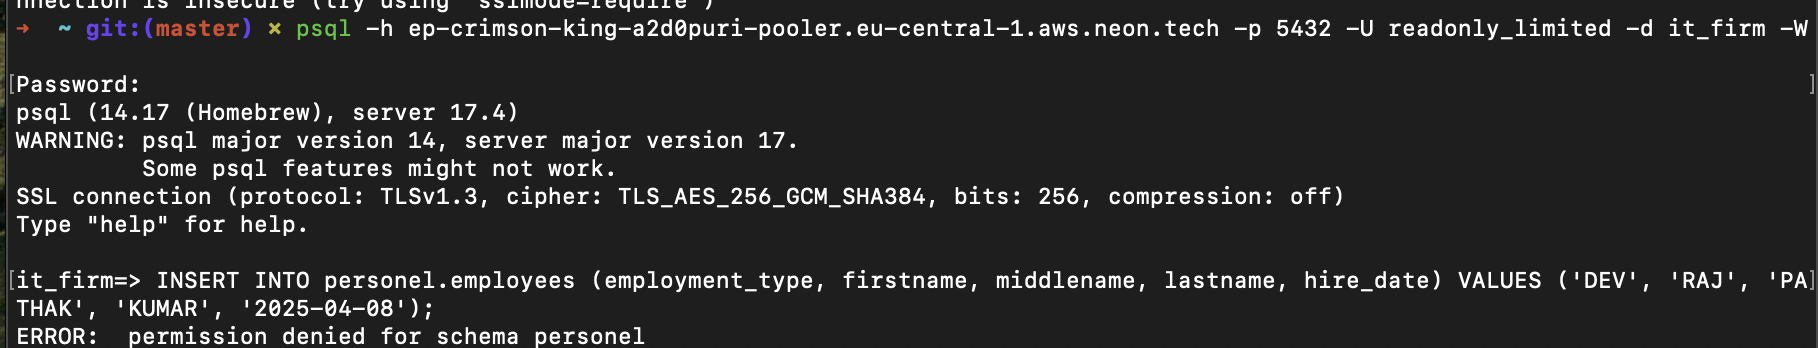 nnection is insecure (try using `sslmode=require`)
→  ~ git:(master) × psql -h ep-crimson-king-a2d0puri-pooler.eu-central-1.aws.neon.tech -p 5432 -U readonly_limited -d it_firm -W
[Password:                                                                                                                      ]
psql (14.17 (Homebrew), server 17.4)
WARNING: psql major version 14, server major version 17.
         Some psql features might not work.
SSL connection (protocol: TLSv1.3, cipher: TLS_AES_256_GCM_SHA384, bits: 256, compression: off)
Type "help" for help.
[it_firm=> INSERT INTO personel.employees (employment_type, firstname, middlename, lastname, hire_date) VALUES ('DEV', 'RAJ', 'PA]
THAK', 'KUMAR', '2025-04-08');
ERROR:  permission denied for schema personel